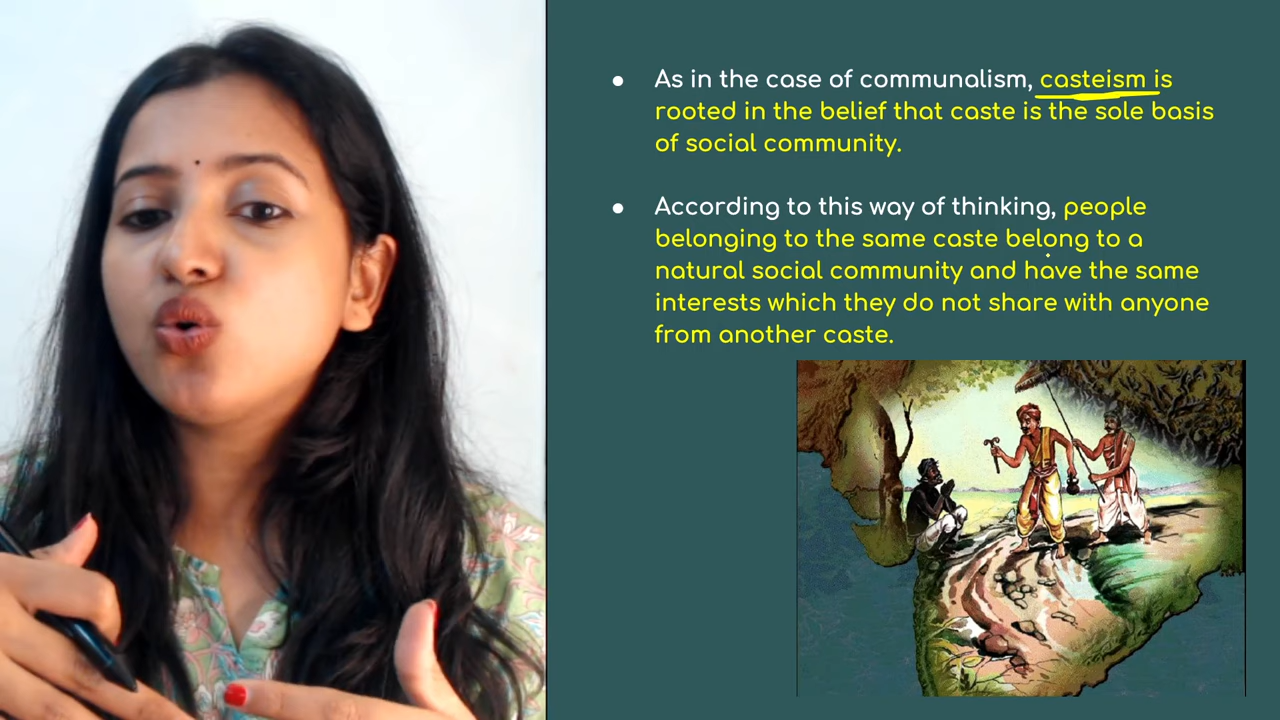 As in the case of communalism, casteism is
rooted in the belief that caste is the sole basis
of social community.
According to this way of thinking, people
belonging to the same caste belong to a
natural social community and have the same
interests which they do not share with anyone
from another caste.